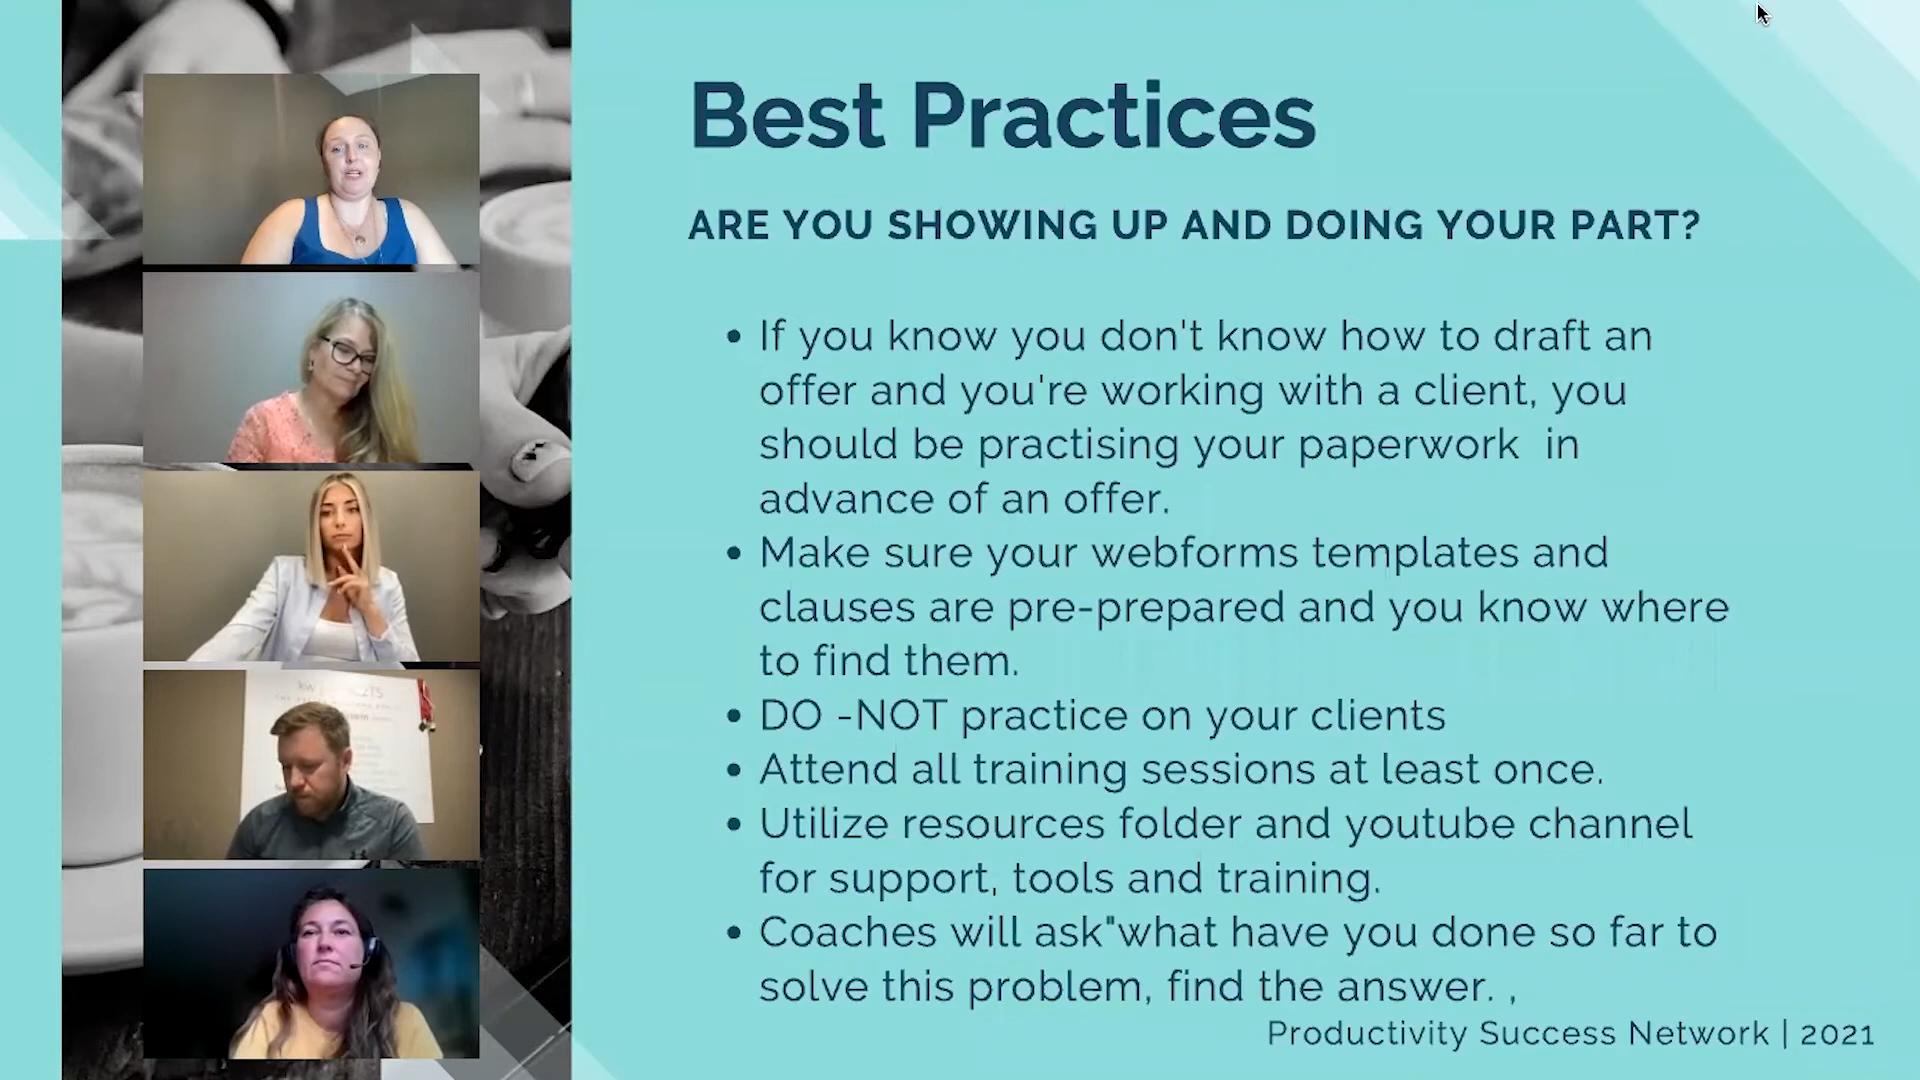 Best Practices
ARE YOU SHOWING UP AND DOING YOUR PART?
• If you know you don't know how to draft an
offer and you're working with a client, you
should be practising your paperwork  in
advance of an offer.
• Make sure your webforms templates and
clauses are pre-prepared and you know where
to find them.
• DO -NOT practice on your clients
• Attend all training sessions at least once.
• Utilize resources folder and youtube channel
for support, tools and training.
• Coaches will ask"what have you done so far to
solve this problem, find the answer. ,
Productivity Success Network | 2021
kw